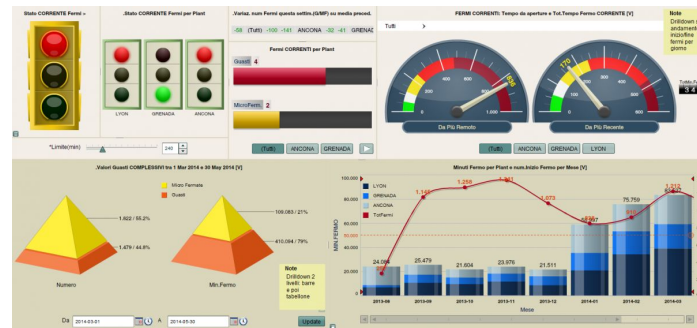 Stato CORRENTE Fermi »
.Stato CORRENTE Fermi per Plant
.Variaz. num Fermi questa settim.(G/MF) su media preced.
FERMI CORRENTI: Tempo da aperture e Tot.Tempo Fermo CORRENTE [V]
-58 (Tutti) -100 -141 ANCONA -32 -41 GRENAD
Tutti >
Note
Drilldown
andamento
inizio/fine
fermi per
giorno
Fermi CORRENTI per Plant
Guasti 4
MicroFerm. 2
LYON GRENADA ANCONA
*Limite(min) 240
(Tutti) ANCONA GRENADA
Da Più Remoto
Da Più Recente
(Tutti) ANCONA GRENADA LYON
.Valori Guasti COMPLESSIVI tra 1 Mar 2014 e 30 May 2014 [V]
Micro Fermate
Guasti
1.822 / 55.2%
1.479 / 44.8%
109.083 / 21%
410.094 / 79%
Numero
Min.Fermo
Note
Drilldown 2
livelli: barre
e poi
tabellone
Da 2014-03-01 A 2014-05-30 Update
Minuti Fermo per Plant e num.Inizio Fermo per Mese [V]
LYON
GRENADA
ANCONA
TotFermi
MIN.FERMO
100.000
80.000
60.000
40.000
20.000
0
1.256
1.073
1.212
25.479
21.604
23.976
21.511
75.759
2013-08 2013-09 2013-10 2013-11 2013-12 2014-01 2014-02 2014-03
Mese